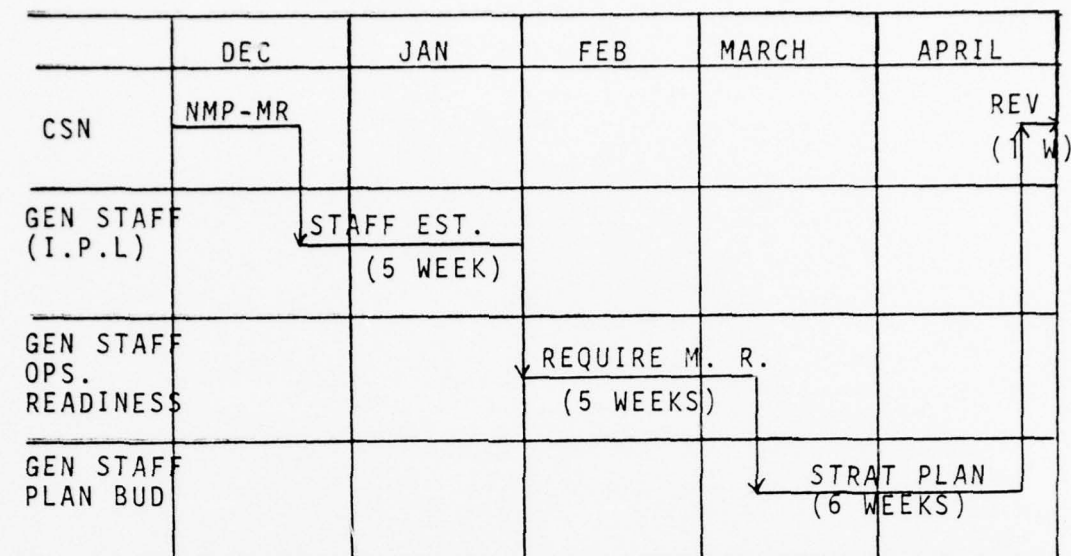 DEC JAN FEB MARCH APRIL
CSN
NMP-MR
REV
(1 W)
GEN STAFF
(I.P.L)
STAFF EST.
(5 WEEK)
GEN STAFF
OPS.
READINESS
REQUIRE M. R.
(5 WEEKS)
GEN STAFF
PLAN BUD
STRAT PLAN
(6 WEEKS)